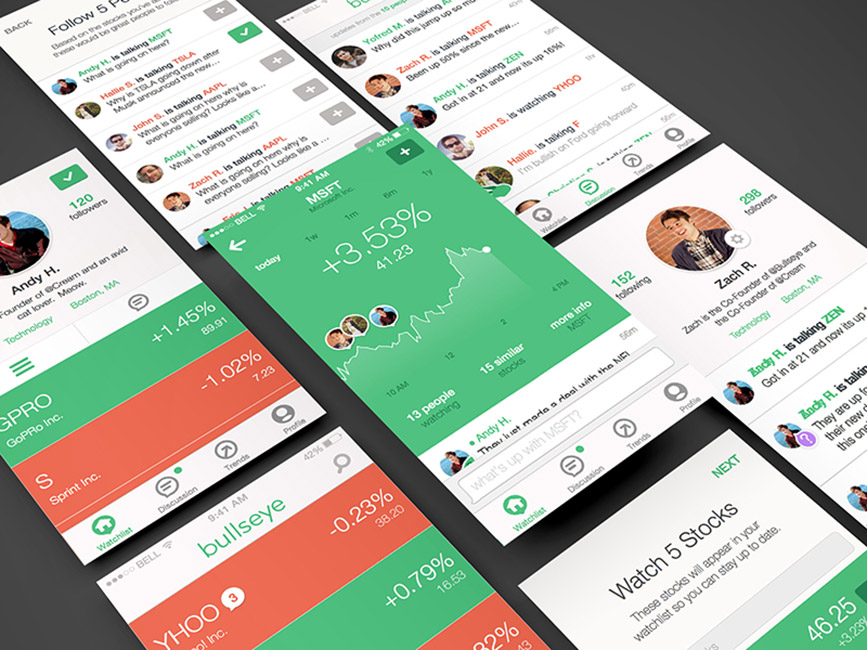 BACK
Follow 5
Based on the stocks you've
these would be great people to follow.
Andy H. is talking MSFT
What is going on here?
Hallie S. is talking TSLA
Why is TSLA going down after
Musk announced the now…
John S. is talking AAPL
What is going on here why is
everyone selling? Looks like a…
Andy H. is talking MSFT
What is going on here?
Zach R. is talking AAPL
What is going on here why is
everyone selling? Looks like a…
BELL
updates from the 15 people
Yofred M. is talking
Why did this jump up so
Zach R. is talking MSFT
Been up 50% since the new…
40m
Andy H. is talking ZEN
Got in at 21 and now its up 16%!
John S. is watching YHOO
40m
Hallie. is talking F
I'm bullish on Ford going forward
56m
Watchlist
Discussion
Trends
Profile
120
followers
Andy H.
Founder of @Cream and an avid
cat lover. Meow.
Technology
Boston, MA
GPRO
GoPRo Inc.
+1.45%
89.91
S
Sprint Inc.
-1.02%
7.23
Watchlist
Discussion
Trends
Profile
BELL
9:41 AM
42%
MSFT
Microsoft Inc.
today
1w
1m
6m
1y
+3.53%
41.23
10 AM
12
2
4 PM
13 people
watching
15 similar
stocks
more info
MSFT
Andy H.
56m
They just made a deal with the NFL
what's up with MSFT?
Watchlist
Discussion
Trends
Profile
152
following
298
followers
Zach R.
Zach is the Co-Founder of @Bullseye and
the Co-Founder of @Cream
Technology
Boston, MA
Andy R. is talking ZEN
Got in at 21 and now its up
Andy R. is talking
They are up
their new
this one
BELL
9:41 AM
42%
bullseye
YHOO
3
-0.23%
38.20
+0.79%
16.53
NEXT
Watch 5 Stocks
These stocks will appear in your
watchlist so you can stay up to date.
46.25